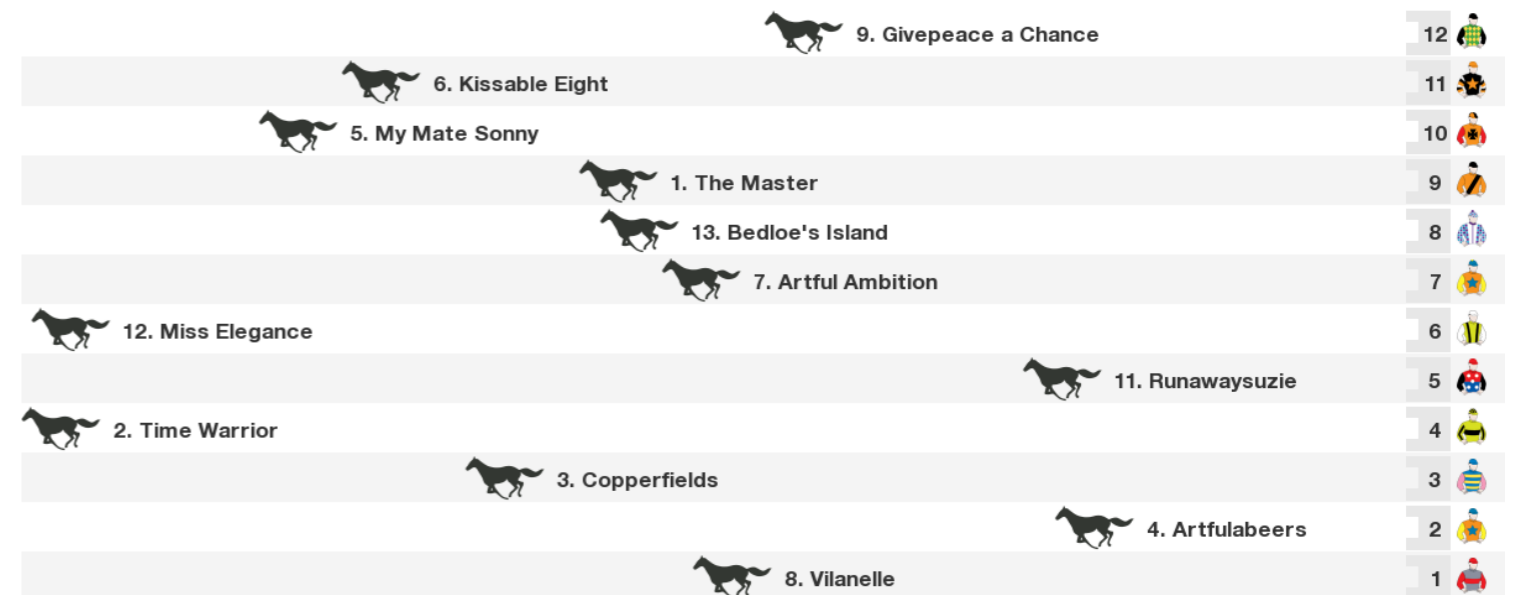 9. Givepeace a Chance 12
6. Kissable Eight 11
5. My Mate Sonny 10
1. The Master 9
13. Bedloe's Island 8
7. Artful Ambition 7
12. Miss Elegance 6
11. Runawaysuzie 5
2. Time Warrior 4
3. Copperfields 3
4. Artfulabeers 2
8. Vilanelle 1